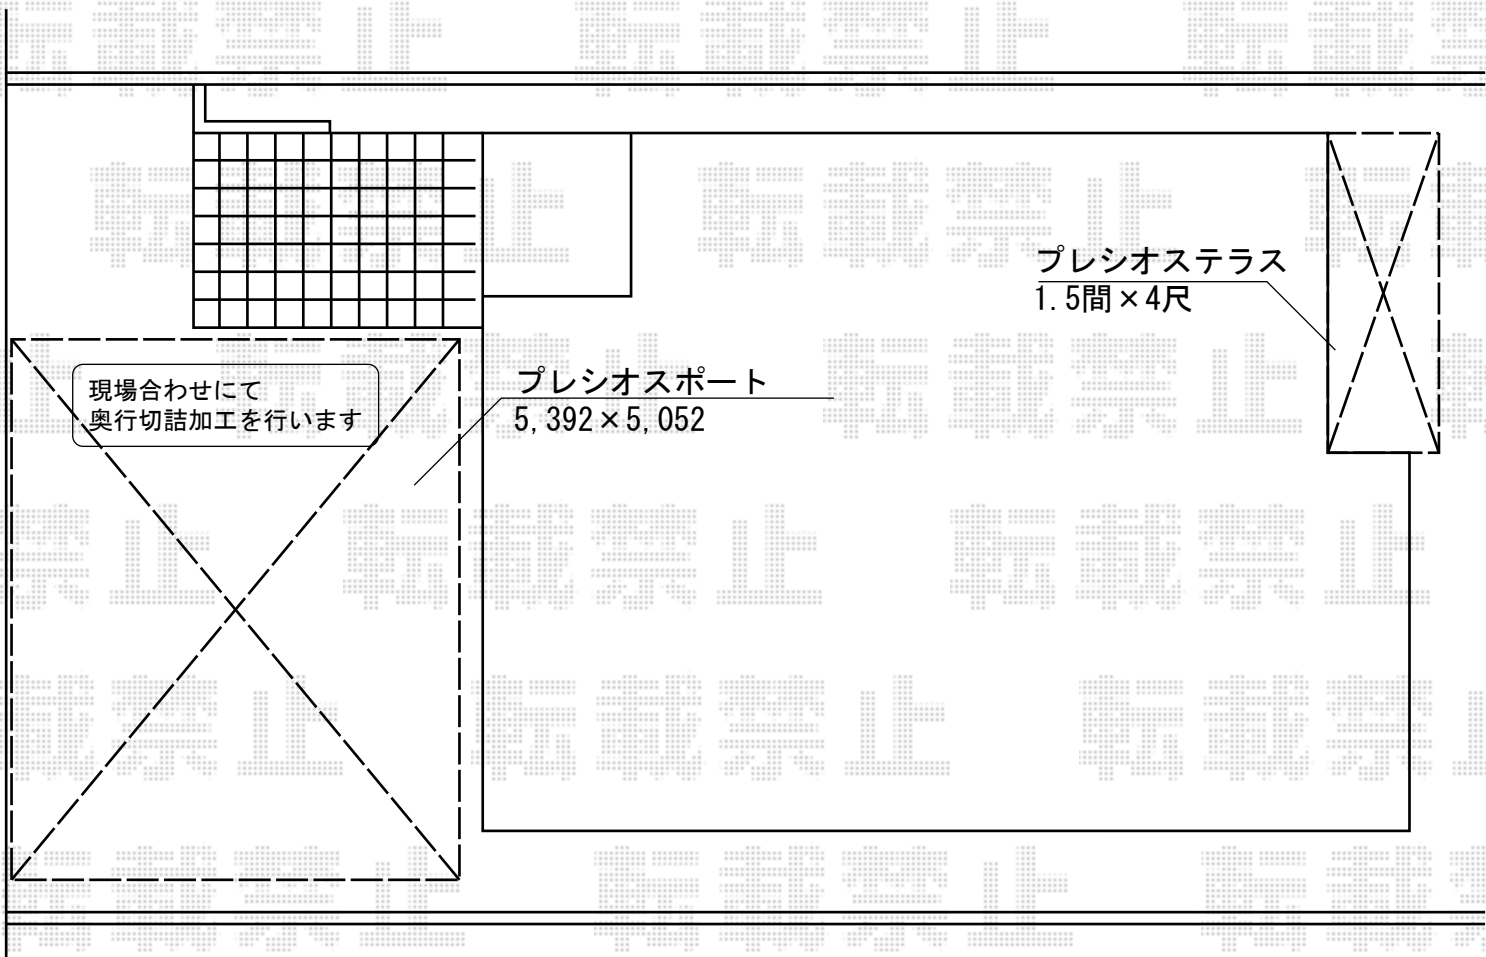 プレシオステラス
1.5間×4尺
現場合わせにて
奥行切詰加工を行います
プレシオスポート
5,392×5,052
転載禁止